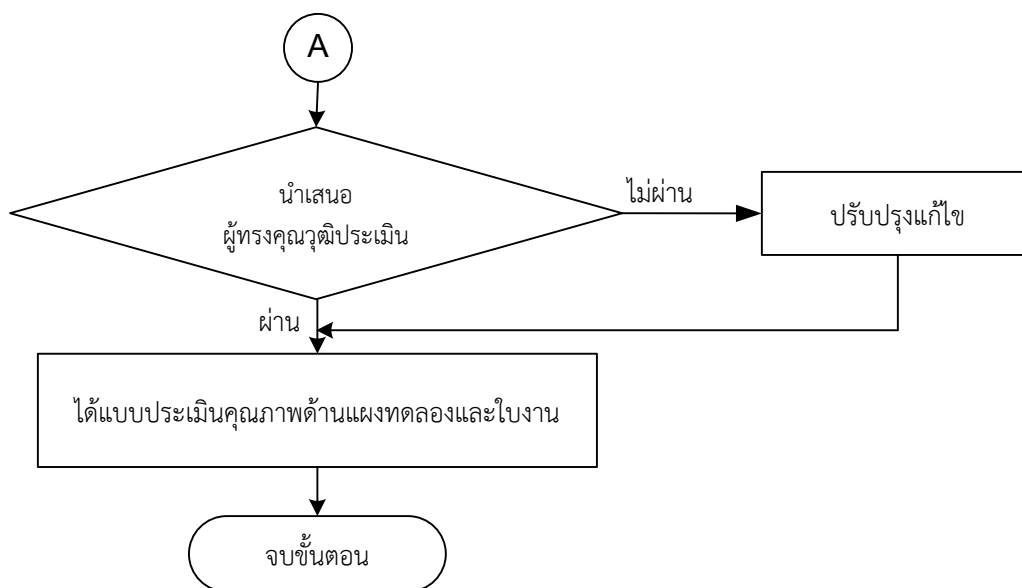 A
นำเสนอ
ผู้ทรงคุณวุฒิประเมิน
ไม่ผ่าน
ปรับปรุงแก้ไข
ผ่าน
ได้แบบประเมินคุณภาพด้านแผงทดลองและใบงาน
จบขั้นตอน